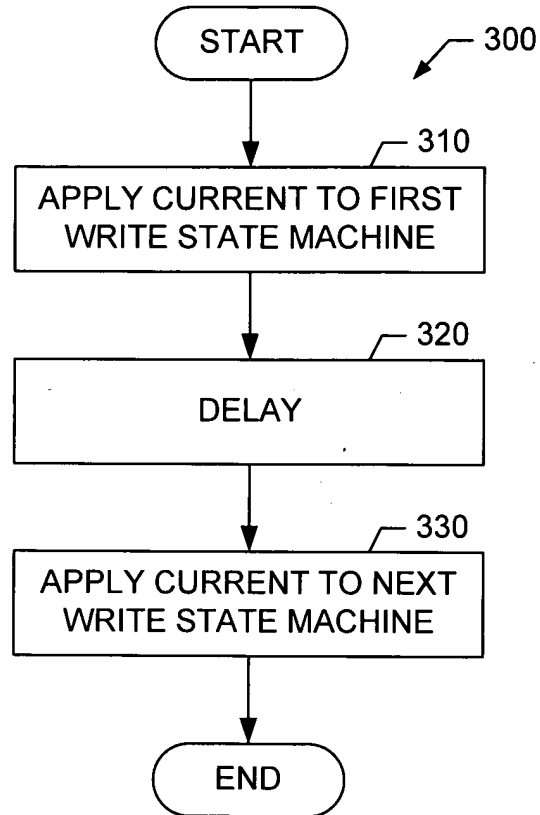 START
300
310
APPLY CURRENT TO FIRST
WRITE STATE MACHINE
320
DELAY
330
APPLY CURRENT TO NEXT
WRITE STATE MACHINE
END